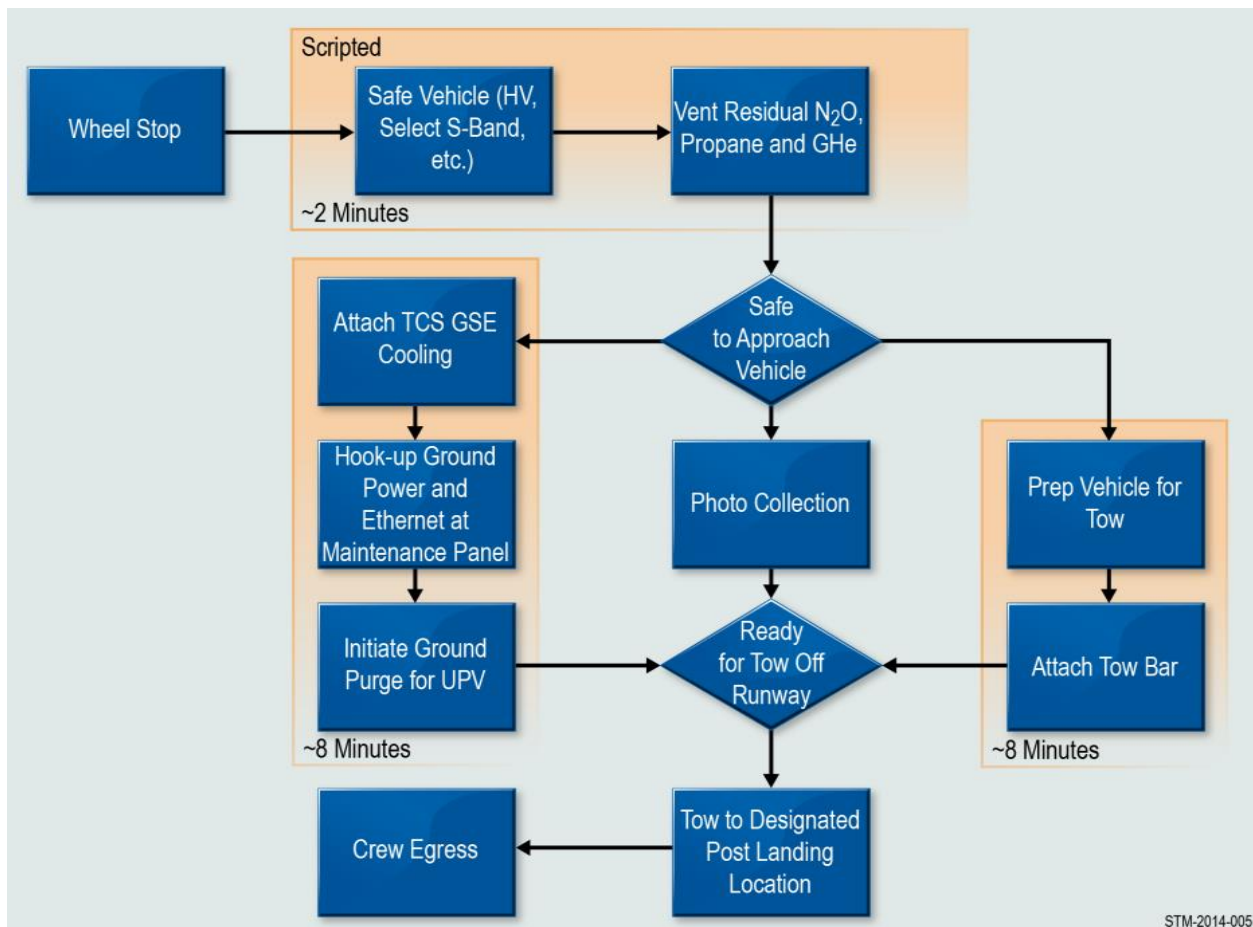 Scripted
Wheel Stop
Safe Vehicle (HV,
Select S-Band,
etc.)
Vent Residual N₂O,
Propane and GHe
~2 Minutes
Safe
to Approach
Vehicle
Attach TCS GSE
Cooling
Hook-up Ground
Power and
Ethernet at
Maintenance Panel
Initiate Ground
Purge for UPV
~8 Minutes
Photo Collection
Prep Vehicle for
Tow
Attach Tow Bar
~8 Minutes
Ready
for Tow Off
Runway
Tow to Designated
Post Landing
Location
Crew Egress
STM-2014-005